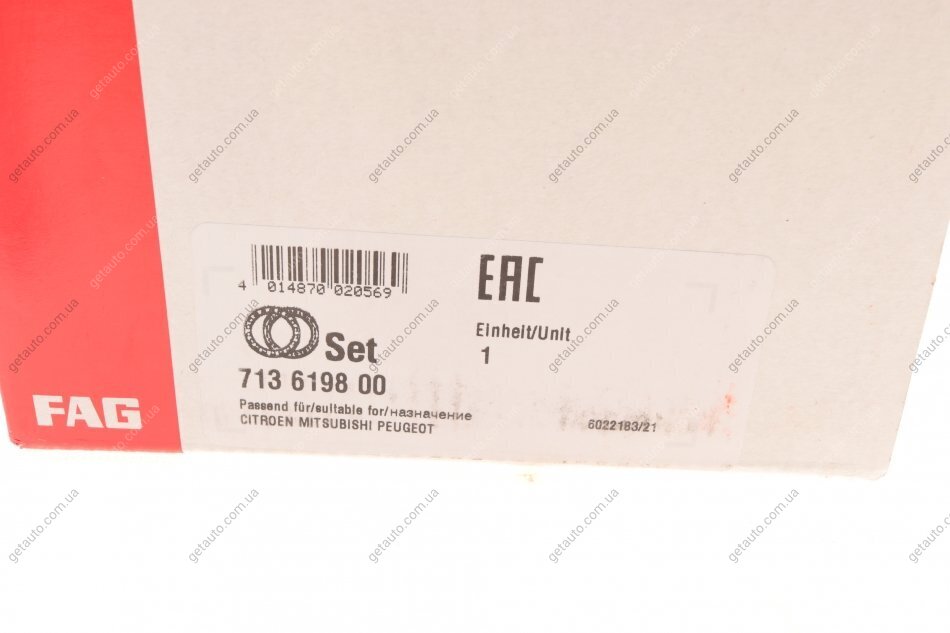 4 014870 020569
EAC
Set
Einheit/Unit
1
713 6198 00
Passend für/suitable for/назначение
CITROEN MITSUBISHI PEUGEOT
6022183/21
FAG
getauto.com.ua